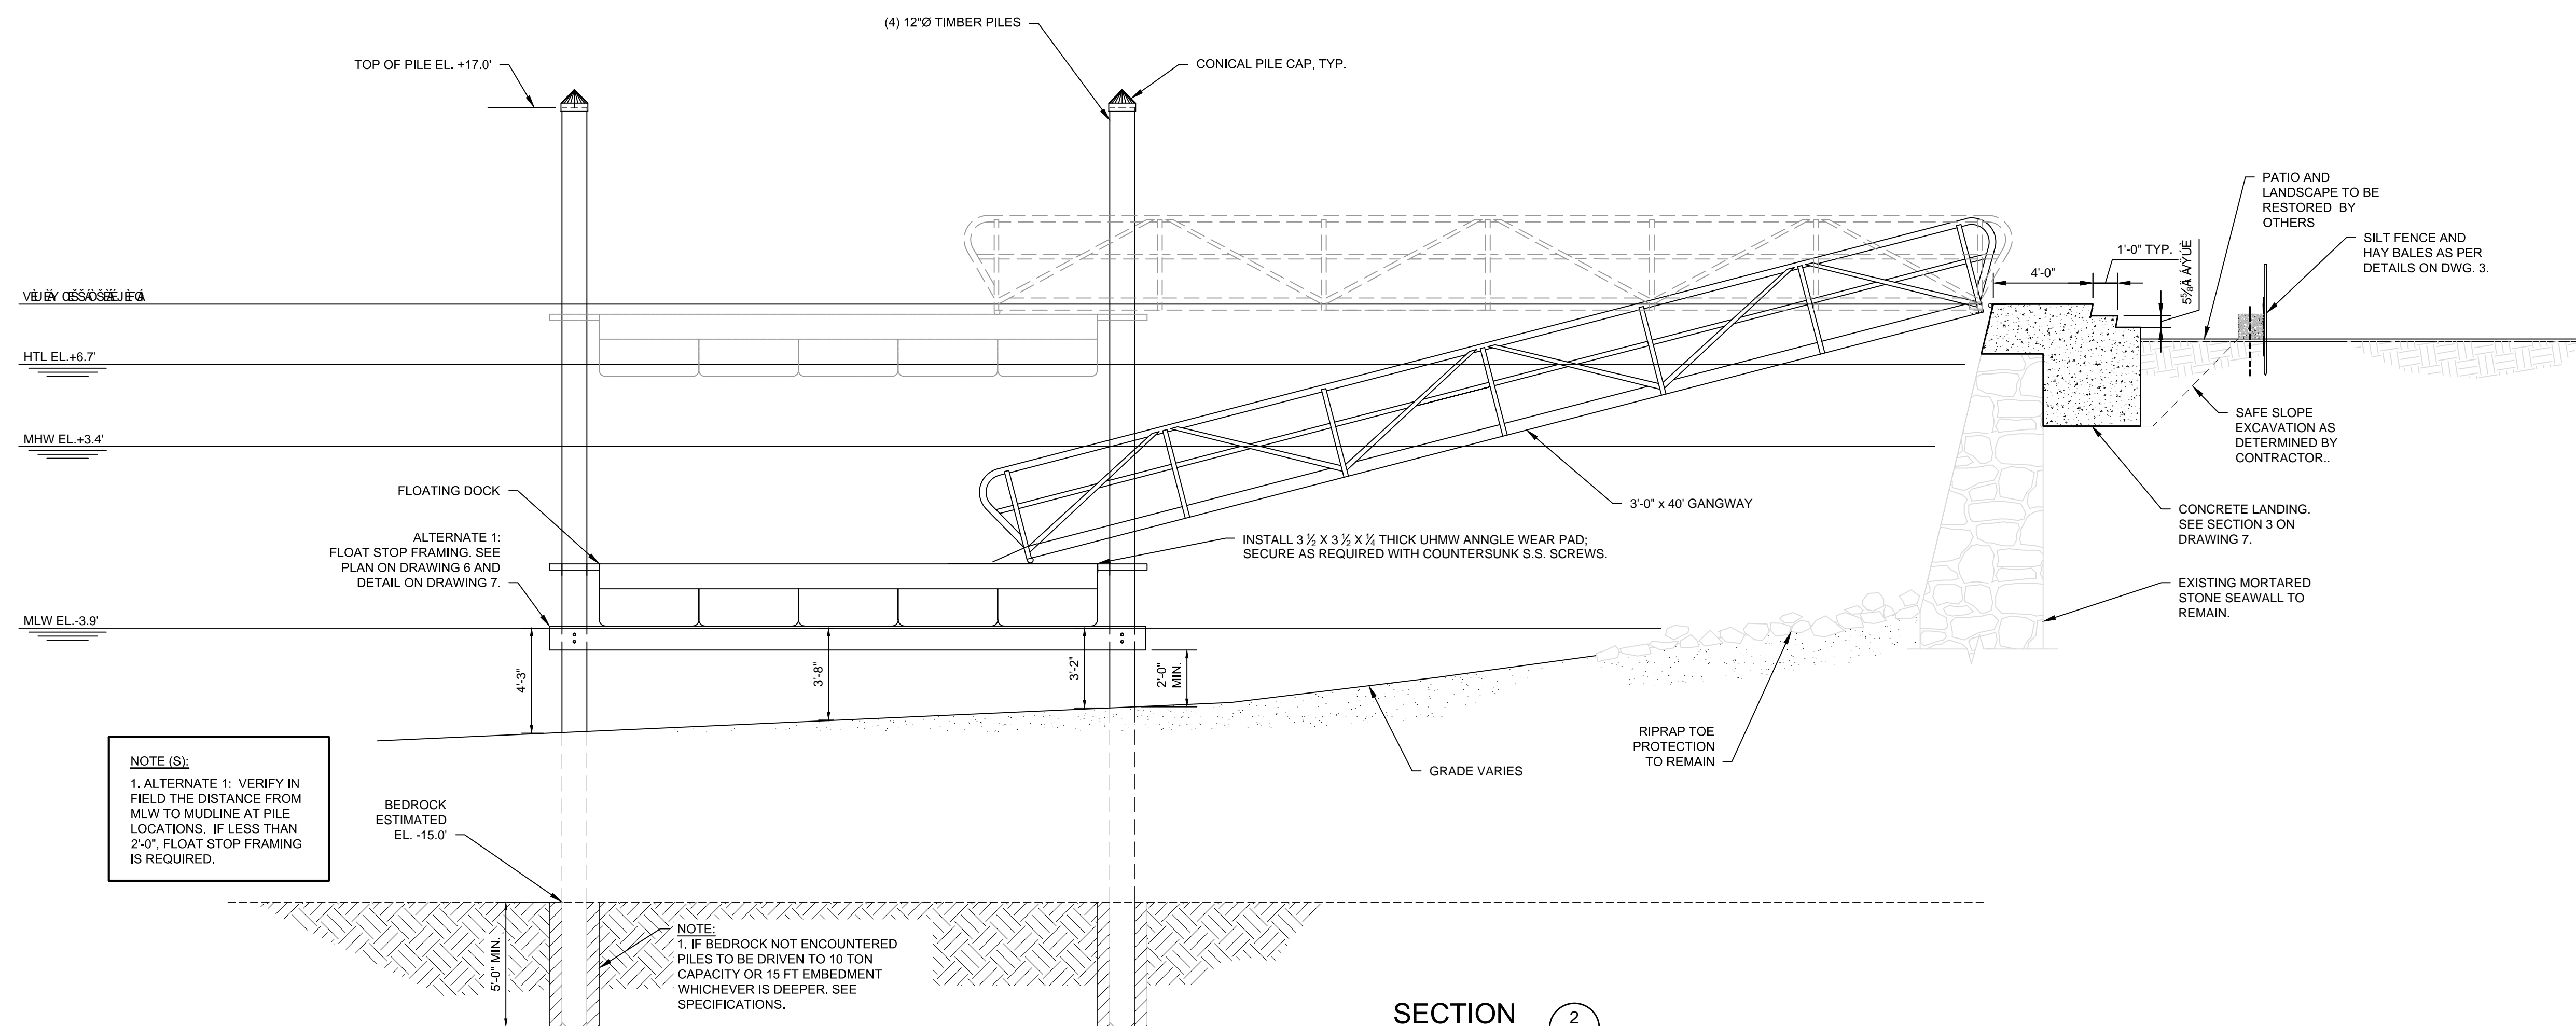 (4) 12"Ø TIMBER PILES
TOP OF PILE EL. +17.0'
CONICAL PILE CAP, TYP.
PATIO AND
LANDSCAPE TO BE
RESTORED BY
OTHERS
SILT FENCE AND
HAY BALES AS PER
DETAILS ON DWG. 3.
1'-0" TYP.
4'-0"
HTL EL.+6.7'
MHW EL.+3.4'
SAFE SLOPE
EXCAVATION AS
DETERMINED BY
CONTRACTOR..
FLOATING DOCK
3'-0" x 40' GANGWAY
CONCRETE LANDING.
SEE SECTION 3 ON
DRAWING 7.
ALTERNATE 1:
FLOAT STOP FRAMING. SEE
PLAN ON DRAWING 6 AND
DETAIL ON DRAWING 7.
INSTALL 3 ½ X 3 ½ X ¼ THICK UHMW ANNGLE WEAR PAD;
SECURE AS REQUIRED WITH COUNTERSUNK S.S. SCREWS.
EXISTING MORTARED
STONE SEAWALL TO
REMAIN.
MLW EL.-3.9'
4'-3"
3'-8"
3'-2"
2'-0"
MIN.
RIPRAP TOE
PROTECTION
TO REMAIN
GRADE VARIES
NOTE (S):
1. ALTERNATE 1: VERIFY IN
FIELD THE DISTANCE FROM
MLW TO MUDLINE AT PILE
LOCATIONS. IF LESS THAN
2'-0", FLOAT STOP FRAMING
IS REQUIRED.
BEDROCK
ESTIMATED
EL. -15.0'
5'-0" MIN.
NOTE:
1. IF BEDROCK NOT ENCOUNTERED
PILES TO BE DRIVEN TO 10 TON
CAPACITY OR 15 FT EMBEDMENT
WHICHEVER IS DEEPER. SEE
SPECIFICATIONS.
SECTION
2